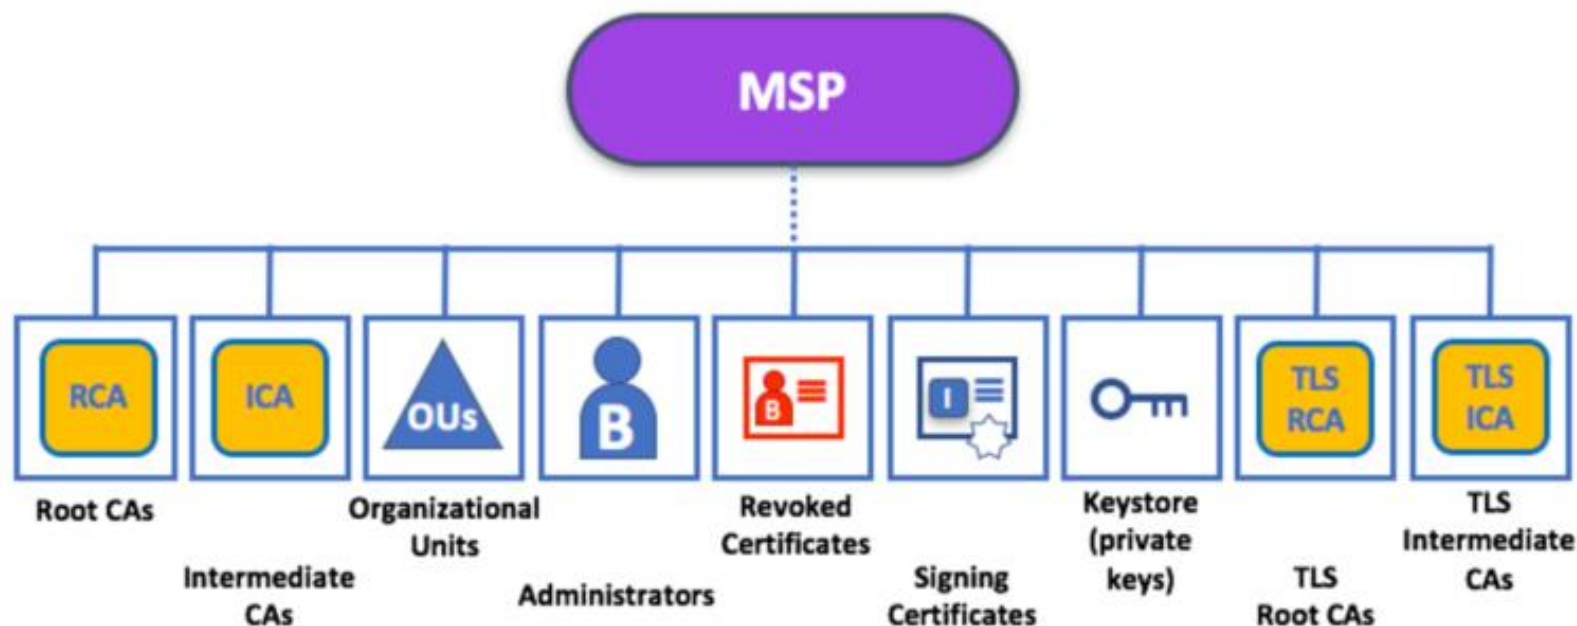 MSP
RCA
ICA
OUs
B
B
I
TLS
RCA
TLS
ICA
Root CAs
Intermediate
CAs
Organizational
Units
Administrators
Revoked
Certificates
Signing
Certificates
Keystore
(private
keys)
TLS
Root CAs
TLS
Intermediate
CAs